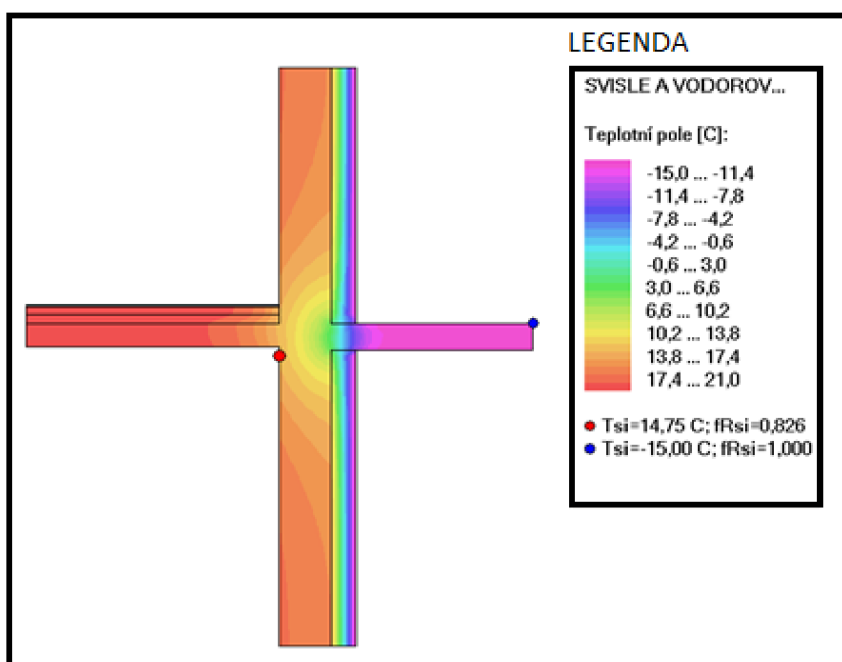 LEGENDA
SVISLE A VODOROV...
Teplotní pole [C]:
-15,0 ... -11,4
-11,4 ... -7,8
-7,8 ... -4,2
-4,2 ... -0,6
-0,6 ... 3,0
3,0 ... 6,6
6,6 ... 10,2
10,2 ... 13,8
13,8 ... 17,4
17,4 ... 21,0
Tsi=14,75 C; fRsi=0,826
Tsi=-15,00 C; fRsi=1,000